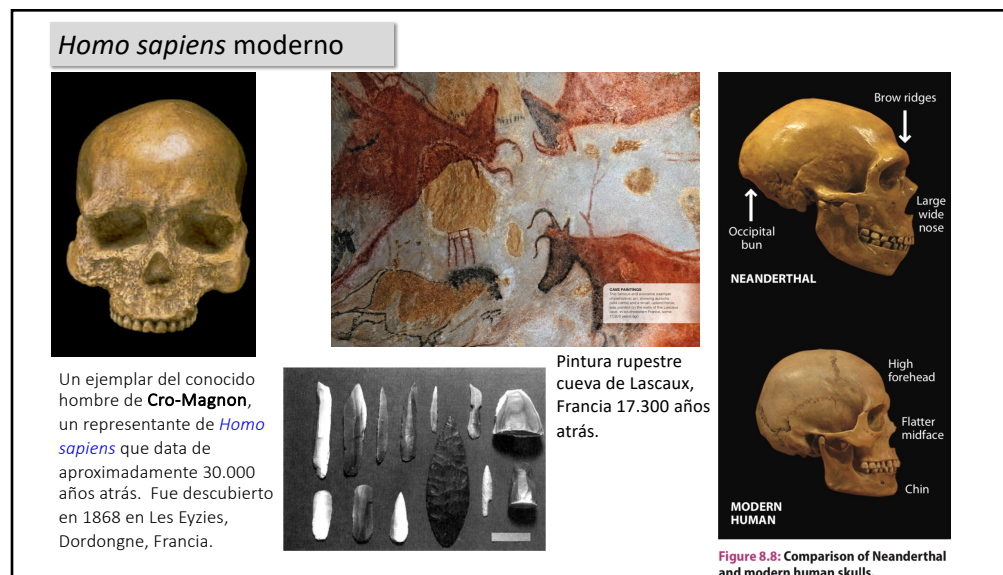 Homo sapiens moderno
Un ejemplar del conocido
hombre de Cro-Magnon,
un representante de Homo
sapiens que data de
aproximadamente 30.000
años atrás. Fue descubierto
en 1868 en Les Eyzies,
Dordongne, Francia.
CAVE PAINTINGS
Pintura rupestre
cueva de Lascaux,
Francia 17.300 años
atrás.
Brow ridges
Large
wide
nose
Occipital
bun
NEANDERTHAL
High
forehead
Flatter
midface
Chin
MODERN
HUMAN
Figure 8.8: Comparison of Neanderthal
and modern human skulls.